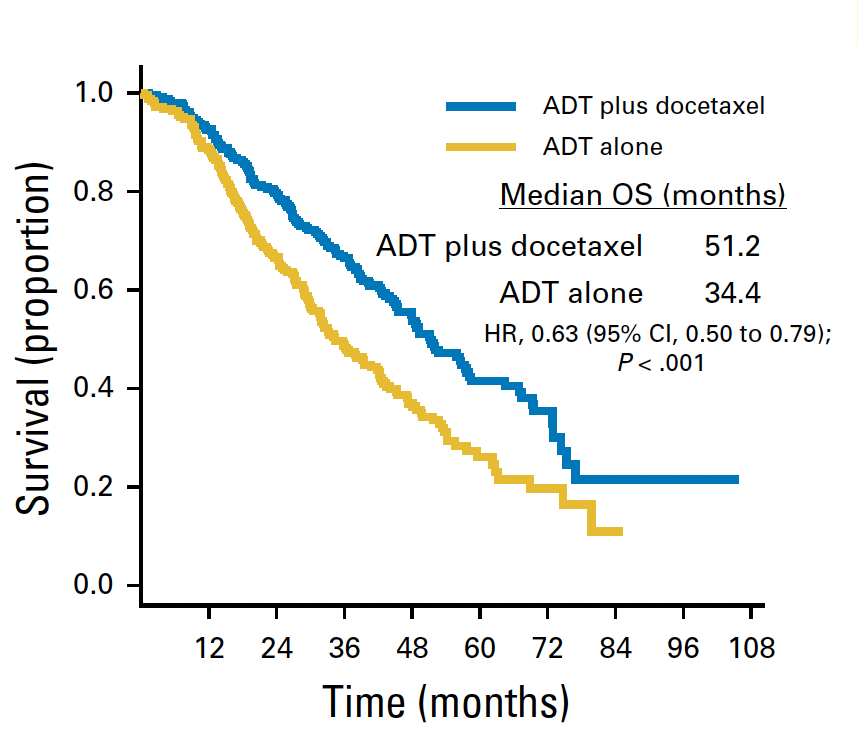 1.0
0.8
0.6
0.4
0.2
0.0
Survival (proportion)
ADT plus docetaxel
ADT alone
Median OS (months)
ADT plus docetaxel 51.2
ADT alone 34.4
HR, 0.63 (95% CI, 0.50 to 0.79);
P < .001
12 24 36 48 60 72 84 96 108
Time (months)